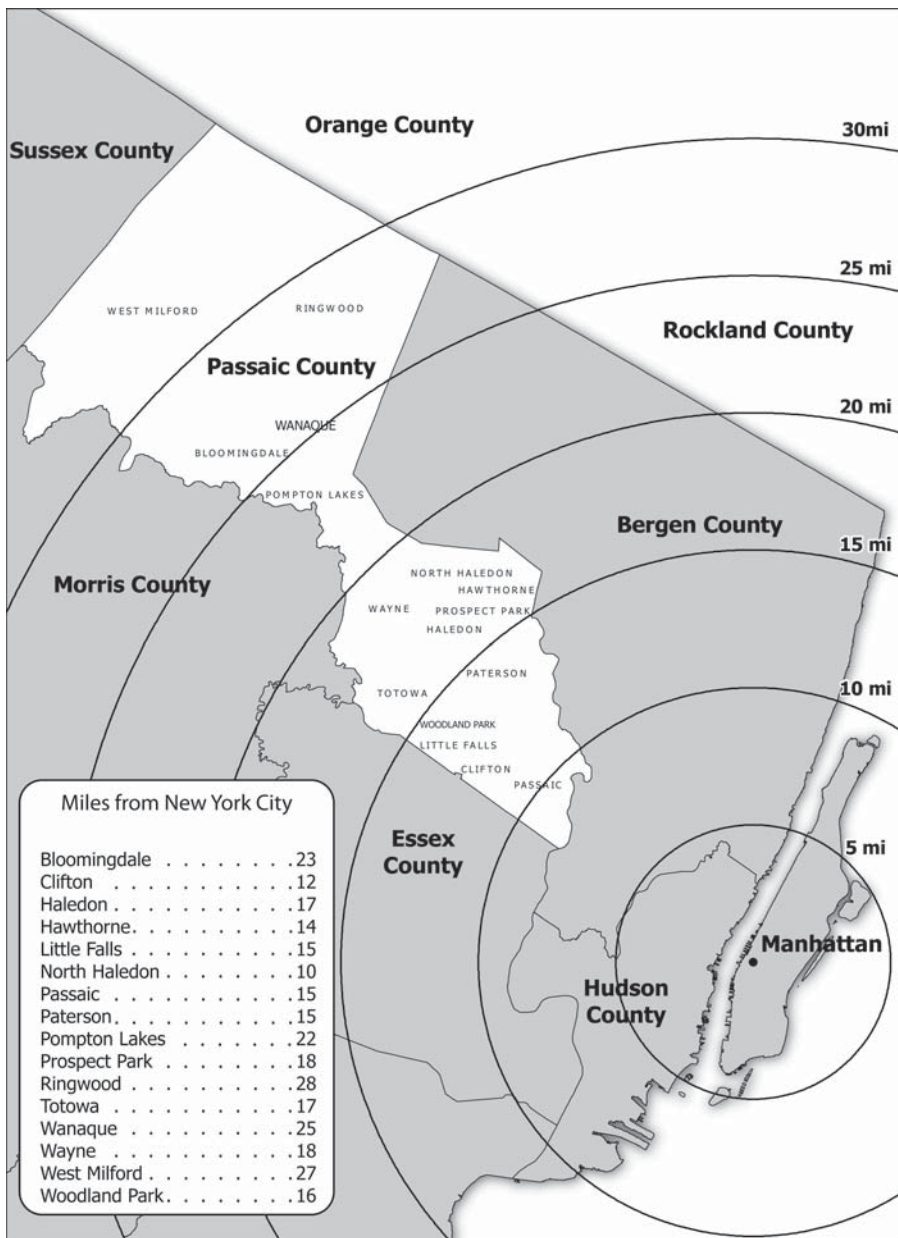 Orange County
30mi
Sussex County
25 mi
WEST MILFORD
RINGWOOD
Rockland County
Passaic County
20 mi
WANAQUE
BLOOMINGDALE
POMPTON LAKES
Bergen County
15 mi
Morris County
NORTH HALEDON
HAWTHORNE
WAYNE
PROSPECT PARK
HALEDON
PATERSON
TOTOWA
10 mi
WOODLAND PARK
LITTLE FALLS
CLIFTON
PASSAIC
Essex
County
5 mi
Manhattan
Hudson
County
Miles from New York City
Bloomingdale . . . . . . . . . 23
Clifton . . . . . . . . . . . . 12
Haledon . . . . . . . . . . . 17
Hawthorne. . . . . . . . . . 14
Little Falls . . . . . . . . . . 15
North Haledon . . . . . . . . 10
Passaic . . . . . . . . . . . 15
Paterson. . . . . . . . . . . 15
Pompton Lakes . . . . . . . 22
Prospect Park . . . . . . . . 18
Ringwood . . . . . . . . . . 28
Totowa . . . . . . . . . . . 17
Wanaque . . . . . . . . . . 25
Wayne . . . . . . . . . . . 18
West Milford . . . . . . . . . 27
Woodland Park. . . . . . . . 16